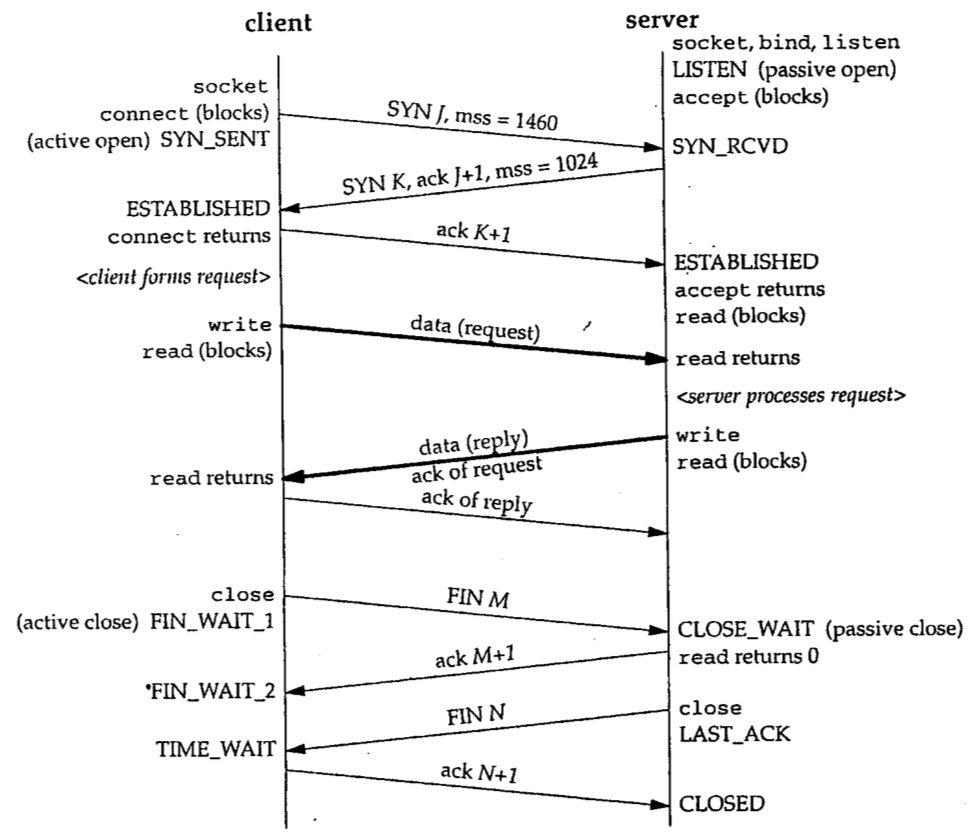 client
server
socket, bind, listen
LISTEN (passive open)
accept (blocks)
socket
connect (blocks)
(active open) SYN_SENT
SYN J, mss = 1460
SYN_RCVD
SYN K, ack J+1, mss = 1024
ESTABLISHED
connect returns
ack K+1
<client forms request>
ESTABLISHED
accept returns
read (blocks)
write
read (blocks)
data (request)
read returns
<server processes request>
write
read (blocks)
data (reply)
ack of request
read returns
ack of reply
close
(active close) FIN_WAIT_1
FIN M
CLOSE_WAIT (passive close)
read returns 0
ack M+1
FIN_WAIT_2
close
LAST_ACK
FIN N
TIME_WAIT
ack N+1
CLOSED